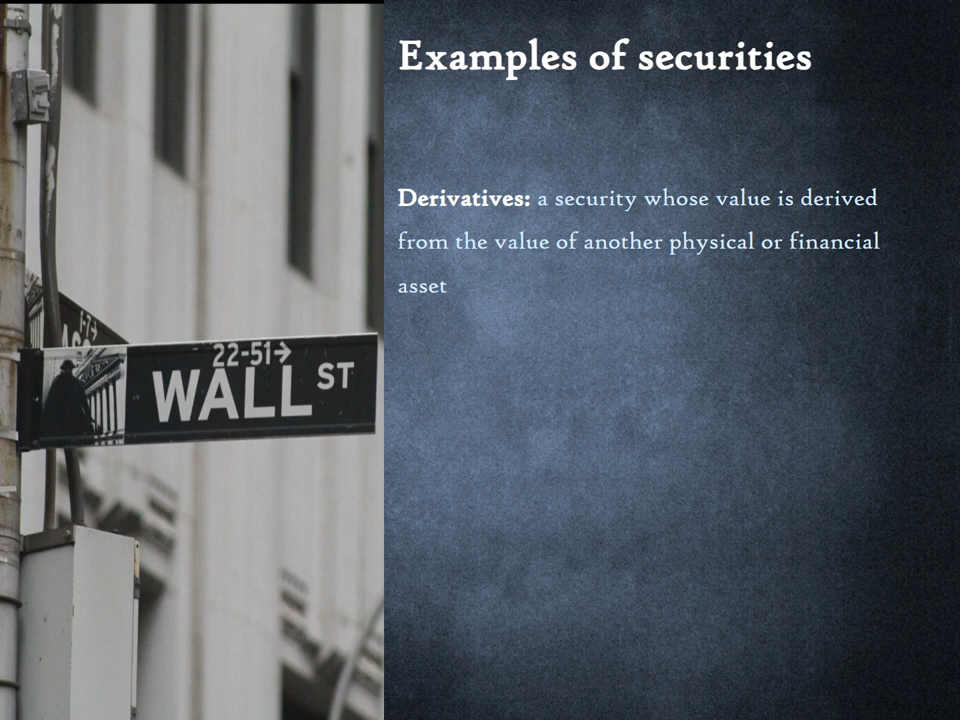 Examples of securities
Derivatives: a security whose value is derived
from the value of another physical or financial
asset
22-51→
WALL ST